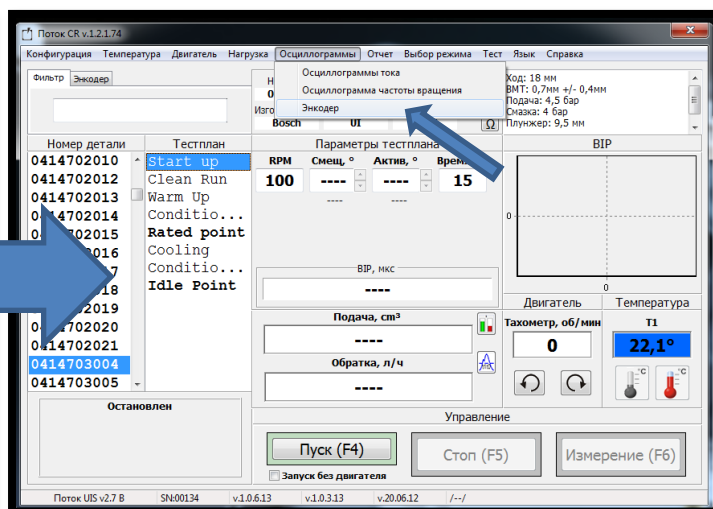 Поток CR v.1.2.1.74
Конфигурация Температура Двигатель Нагрузка Осциллограммы Отчет Выбор режима Тест Язык Справка
Осциллограммы тока
Осциллограмма частоты вращения
Энкодер
Фильтр Энкодер
Bosch UI Ω
Ход: 18 мм
ВМТ: 0,7мм +/- 0,4мм
Подача: 4,5 бар
Смазка: 4 бар
Плунжер: 9,5 мм
Номер детали Тестплан
0414702010 Start up
0414702012 Clean Run
0414702013 Warm Up
0414702014 Conditio...
2015 Rated point
2016 Cooling
Conditio...
18 Idle Point
2019
2020
0414702021
0414703004
0414703005
Параметры тестплана
RPM Смещ, ° Актив, °
100 ---- ---- 15
---- ----
BIP, мкс
----
Подача, cm³
----
Обратка, л/ч
----
BIP
0
0
Двигатель Температура
Тахометр, об/мин T1
0 22,1°
°C °C
Остановлен
Управление
Пуск (F4) Стоп (F5) Измерение (F6)
Запуск без двигателя
Поток UIS v2.7 В SN:00134 v.1.0.6.13 v.1.0.3.13 v.20.06.12 /--/